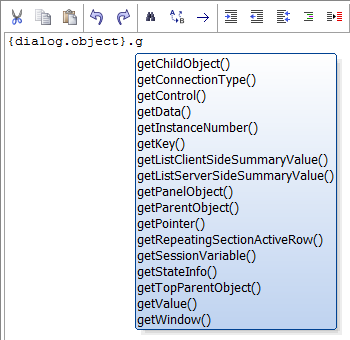 {dialog.object}.g
getChildObject()
getConnectionType()
getControl()
getData()
getInstanceNumber()
getKey()
getListClientSideSummaryValue()
getListServerSideSummaryValue()
getPanelObject()
getParentObject()
getPointer()
getRepeatingSectionActiveRow()
getSessionVariable()
getStateInfo()
getTopParentObject()
getValue()
getWindow()